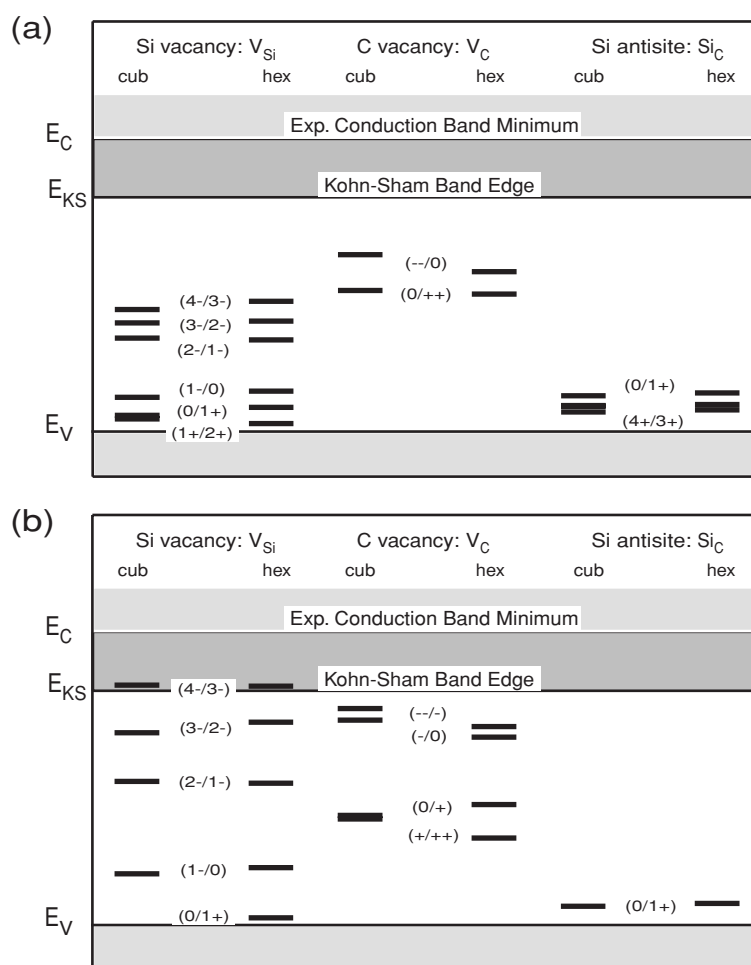 (a)
Si vacancy: V_Si C vacancy: V_C Si antisite: Si_C
cub hex cub hex cub hex
Exp. Conduction Band Minimum
E_C
Kohn-Sham Band Edge
E_KS
(--/0)
(0/++)
(4-/3-)
(3-/2-)
(2-/1-)
(1-/0) (0/1+)
(0/1+)
(4+/3+)
E_V
(1+/2+)
(b)
Si vacancy: V_Si C vacancy: V_C Si antisite: Si_C
cub hex cub hex cub hex
Exp. Conduction Band Minimum
E_C
Kohn-Sham Band Edge
E_KS
(4-/3-)
(--/-)
(3-/2-)
(-/0)
(2-/1-)
(0/+)
(+/++)
(1-/0)
(0/1+) (0/1+)
E_V